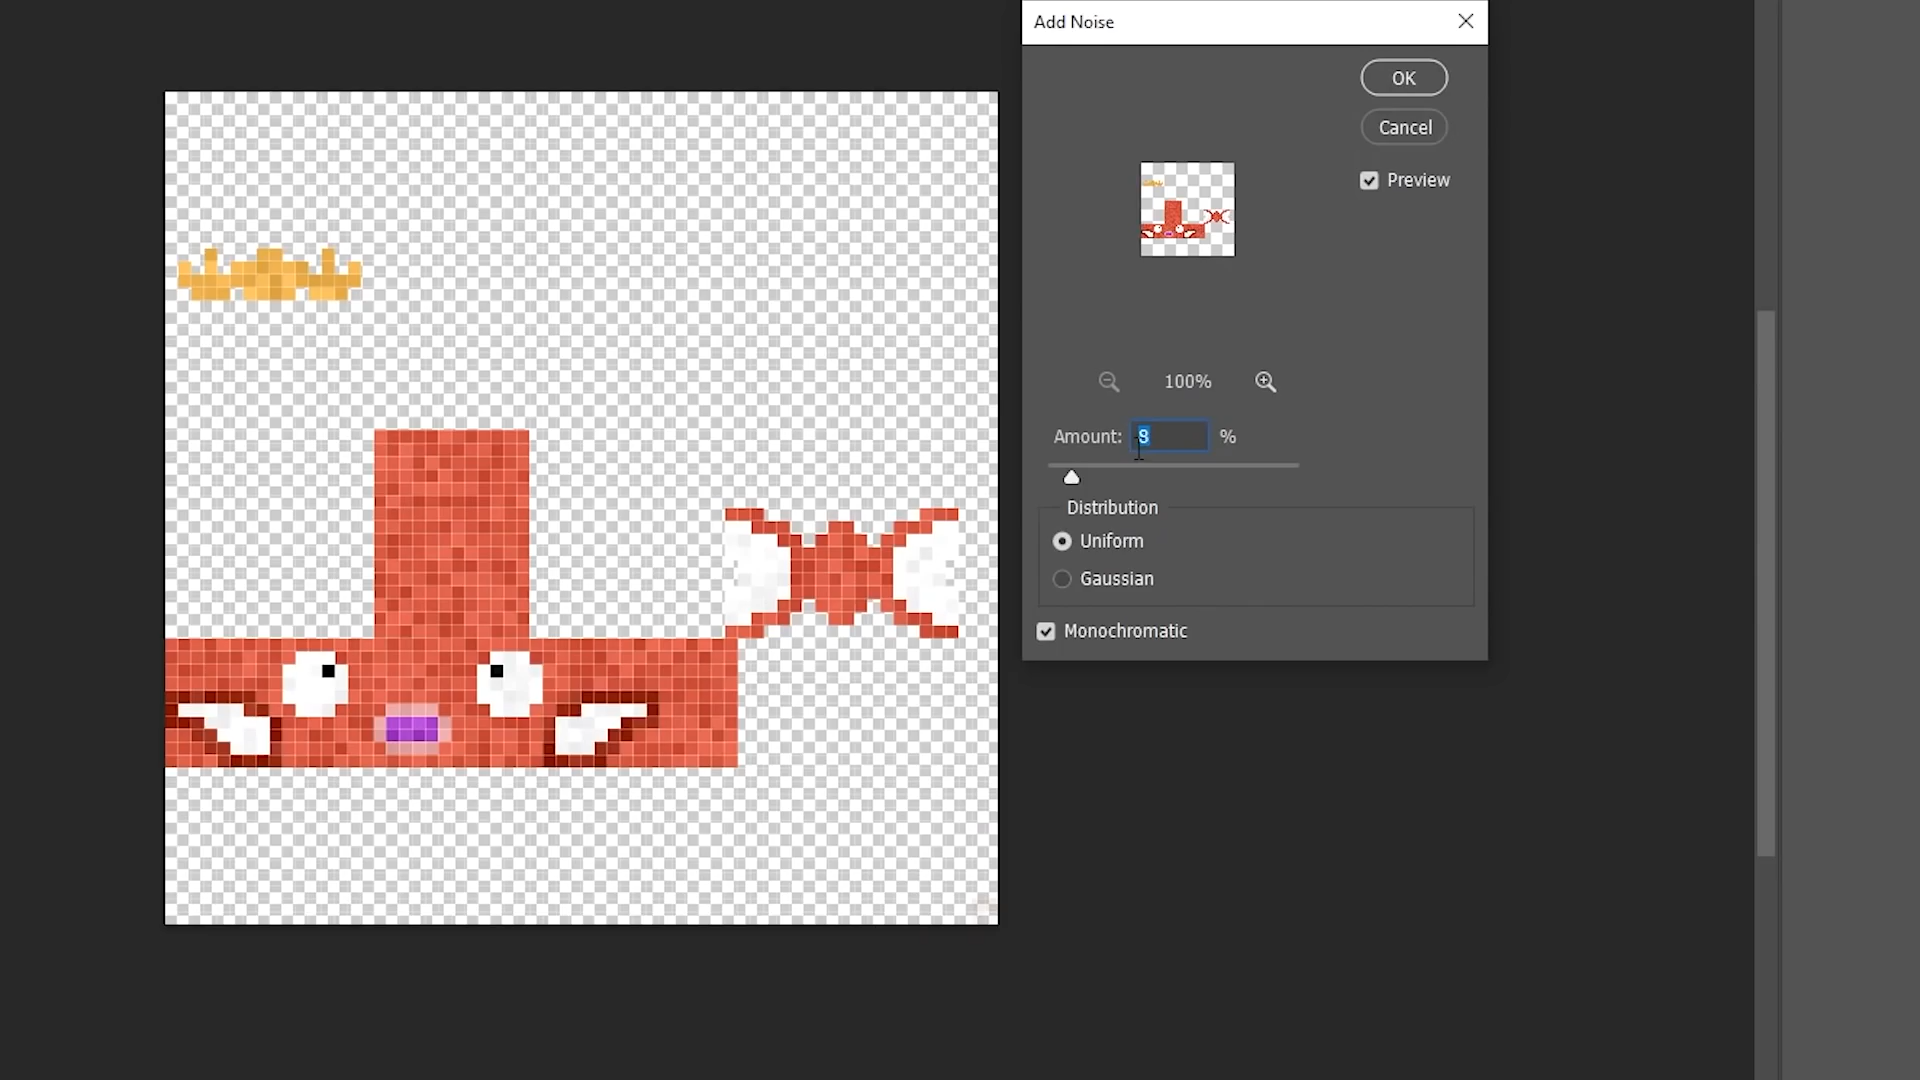 Add Noise
OK
Cancel
Preview
100%
Amount: 8 %
Distribution
Uniform
Gaussian
Monochromatic